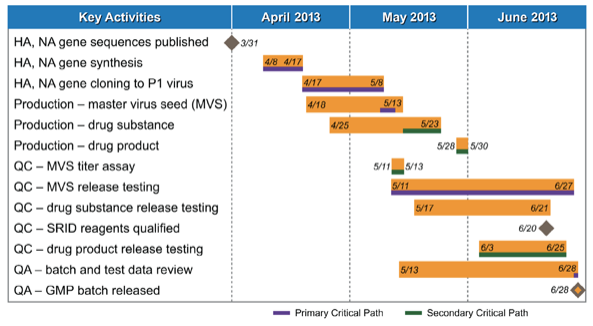 Key Activities April 2013 May 2013 June 2013
HA, NA gene sequences published 3/31
HA, NA gene synthesis 4/8 4/17
HA, NA gene cloning to P1 virus 4/17 5/8
Production – master virus seed (MVS) 4/18 5/13
Production – drug substance 4/25 5/23
Production – drug product 5/28 5/30
QC – MVS titer assay 5/11 5/13
QC – MVS release testing 5/11 6/27
QC – drug substance release testing 5/17 6/21
QC – SRID reagents qualified 6/20
QC – drug product release testing 6/3 6/25
QA – batch and test data review 5/13 6/28
QA – GMP batch released 6/28
Primary Critical Path Secondary Critical Path